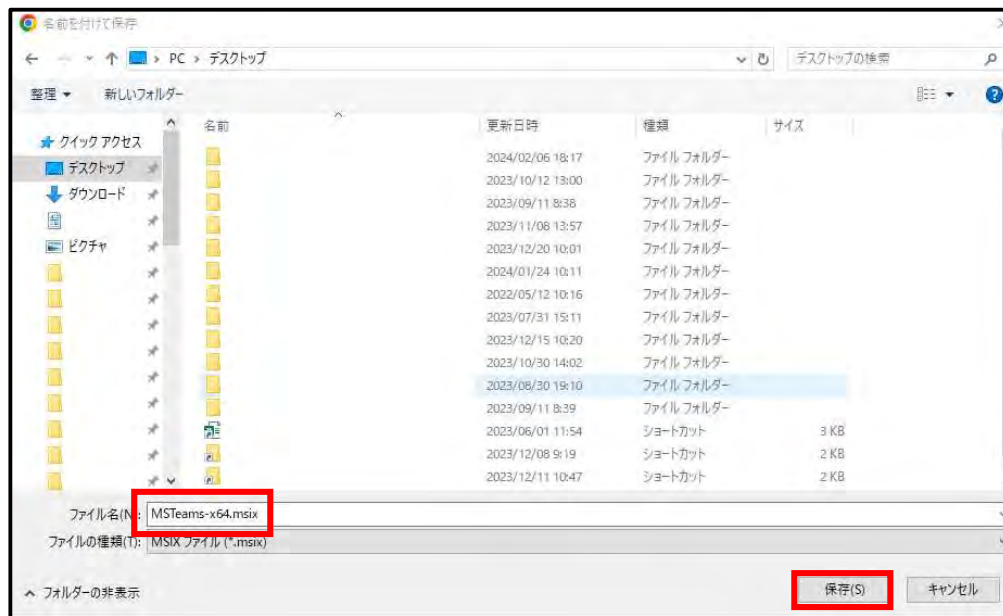 名前を付けて保存
PC > デスクトップ
デスクトップの検索
整理
新しいフォルダー
クイック アクセス
デスクトップ
ダウンロード
ピクチャ
名前 更新日時 種類 サイズ
2024/02/06 18:17 ファイル フォルダー
2023/10/12 13:00 ファイル フォルダー
2023/09/11 8:38 ファイル フォルダー
2023/11/08 13:57 ファイル フォルダー
2023/12/20 10:01 ファイル フォルダー
2024/01/24 10:11 ファイル フォルダー
2022/05/12 10:16 ファイル フォルダー
2023/07/31 15:11 ファイル フォルダー
2023/12/15 10:20 ファイル フォルダー
2023/10/30 14:02 ファイル フォルダー
2023/08/30 19:10 ファイル フォルダー
2023/09/11 8:39 ファイル フォルダー
2023/06/01 11:54 ショートカット 3 KB
2023/12/08 9:19 ショートカット 2 KB
2023/12/11 10:47 ショートカット 2 KB
ファイル名(N): MSTeams-x64.msix
ファイルの種類(T): MSIX ファイル (*.msix)
フォルダーの非表示
保存(S)
キャンセル